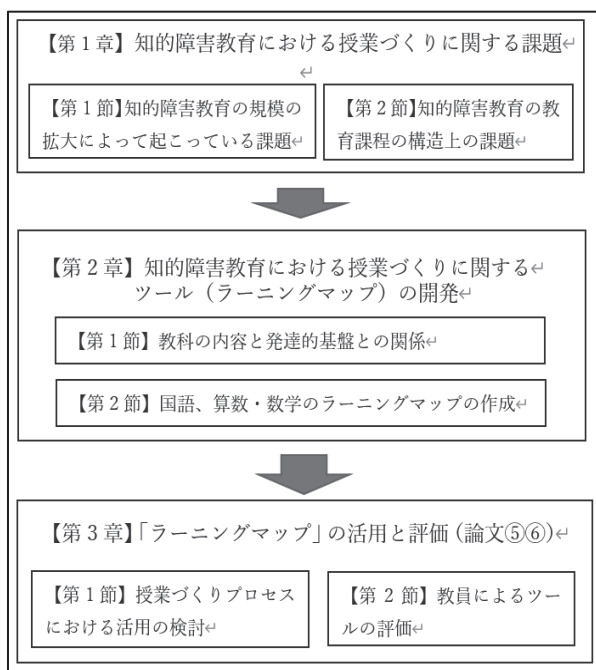 【第1章】知的障害教育における授業づくりに関する課題↵
↵
【第1節】知的障害教育の規模の
拡大によって起こっている課題↵
【第2節】知的障害教育の教
育課程の構造上の課題↵
【第2章】知的障害教育における授業づくりに関する↵
ツール（ラーニングマップ）の開発↵
【第1節】教科の内容と発達的基盤との関係↵
【第2節】国語、算数・数学のラーニングマップの作成↵
【第3章】「ラーニングマップ」の活用と評価（論文⑤⑥）↵
【第1節】授業づくりプロセス
における活用の検討↵
【第2節】教員によるツー
ルの評価↵